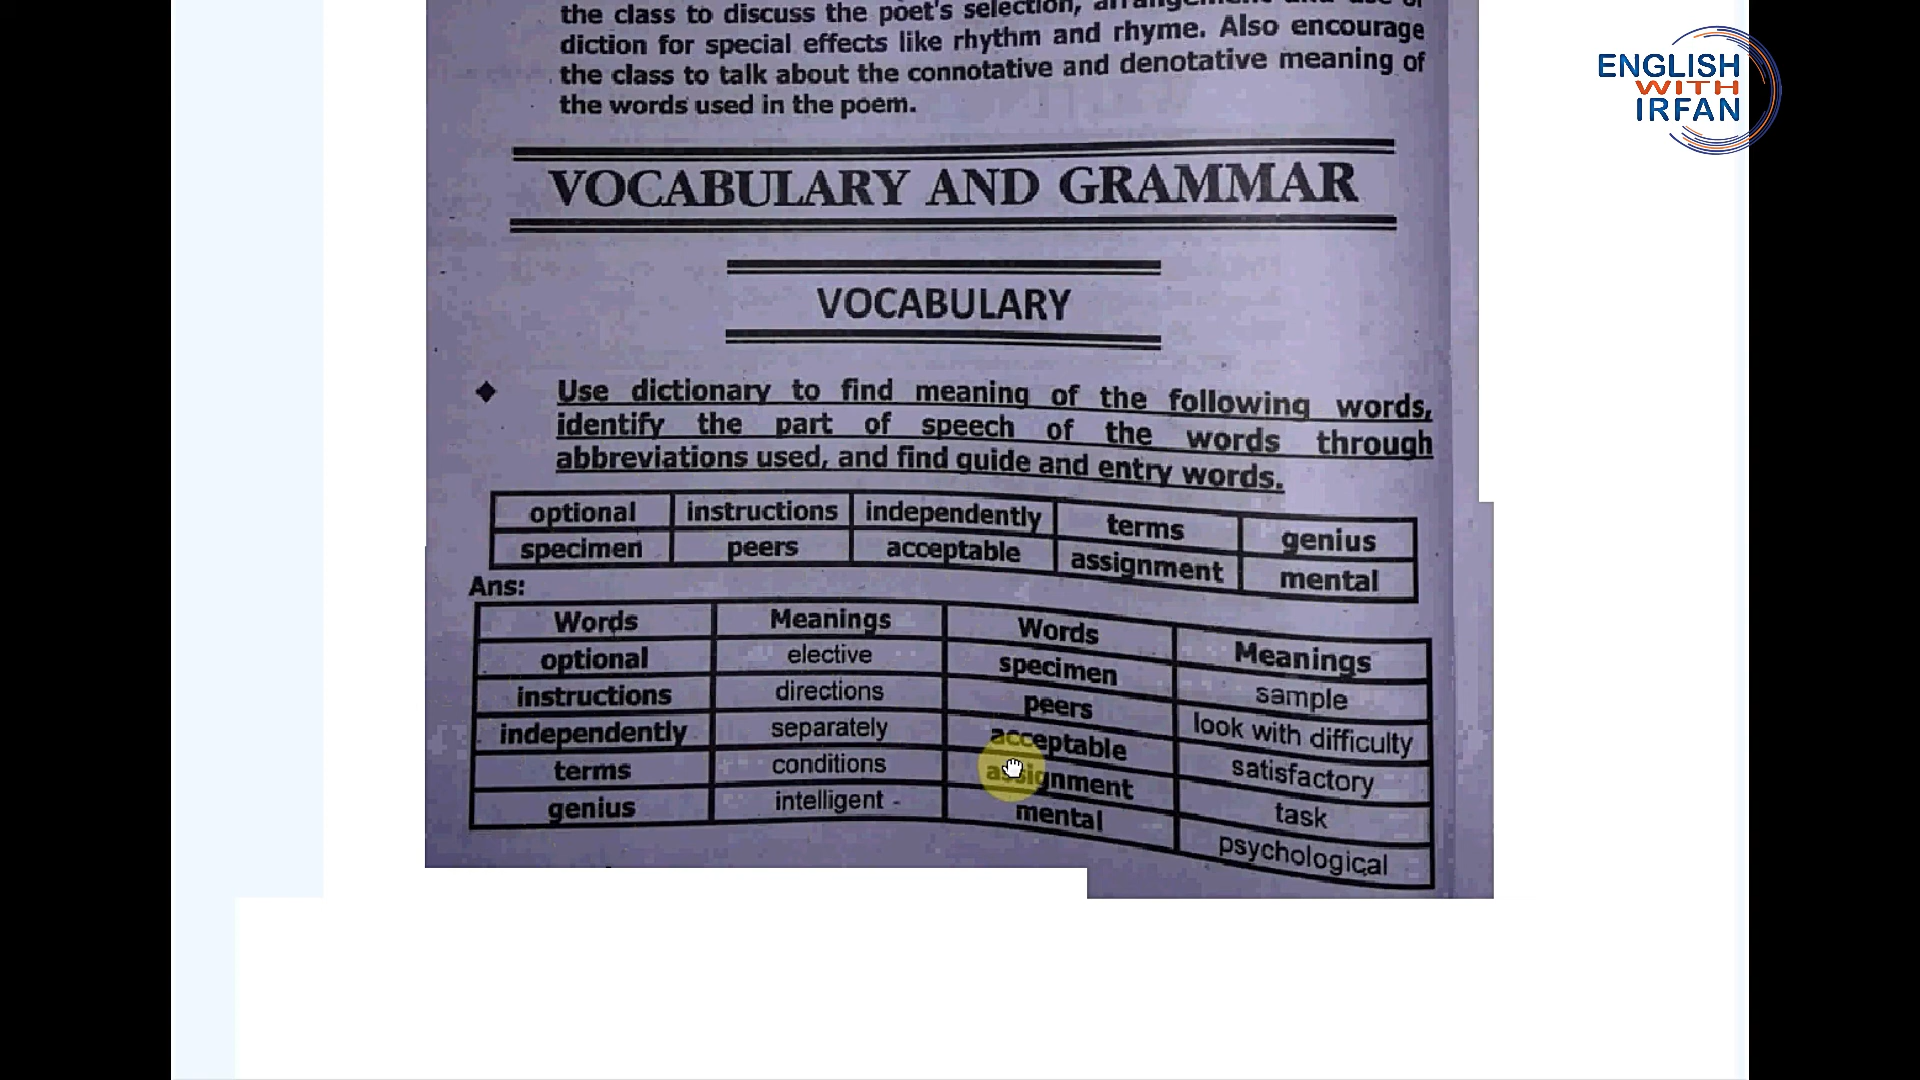 the class to discuss the poet's selection, arrangement and use of
diction for special effects like rhythm and rhyme. Also encourage
the class to talk about the connotative and denotative meaning of
the words used in the poem.
ENGLISH
WITH
IRFAN
VOCABULARY AND GRAMMAR
VOCABULARY
Use dictionary to find meaning of the following words,
identify the part of speech of the words through
abbreviations used, and find guide and entry words.
optional instructions independently terms genius
specimen peers acceptable assignment mental
Ans:
Words Meanings Words Meanings
optional elective specimen sample
instructions directions peers look with difficulty
independently separately acceptable satisfactory
terms conditions assignment task
genius intelligent mental psychological